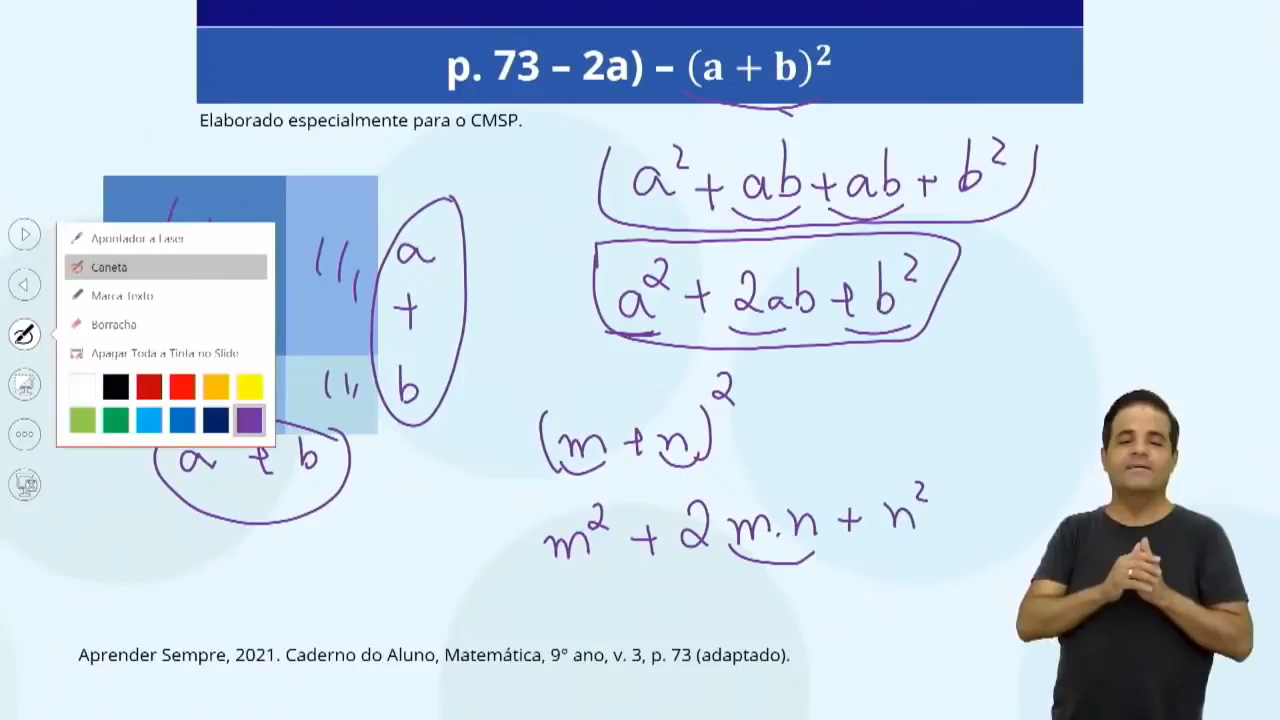 p. 73 – 2a) – (a + b)²
Elaborado especialmente para o CMSP.
a² + ab + ab + b²
a² + 2ab + b²
a
+
b
Apontador a Laser
Caneta
Marca Texto
Borracha
Apagar Toda a Tinta no Slide
a + b
(m + n)²
m² + 2 m.n + n²
Aprender Sempre, 2021. Caderno do Aluno, Matemática, 9° ano, v. 3, p. 73 (adaptado).